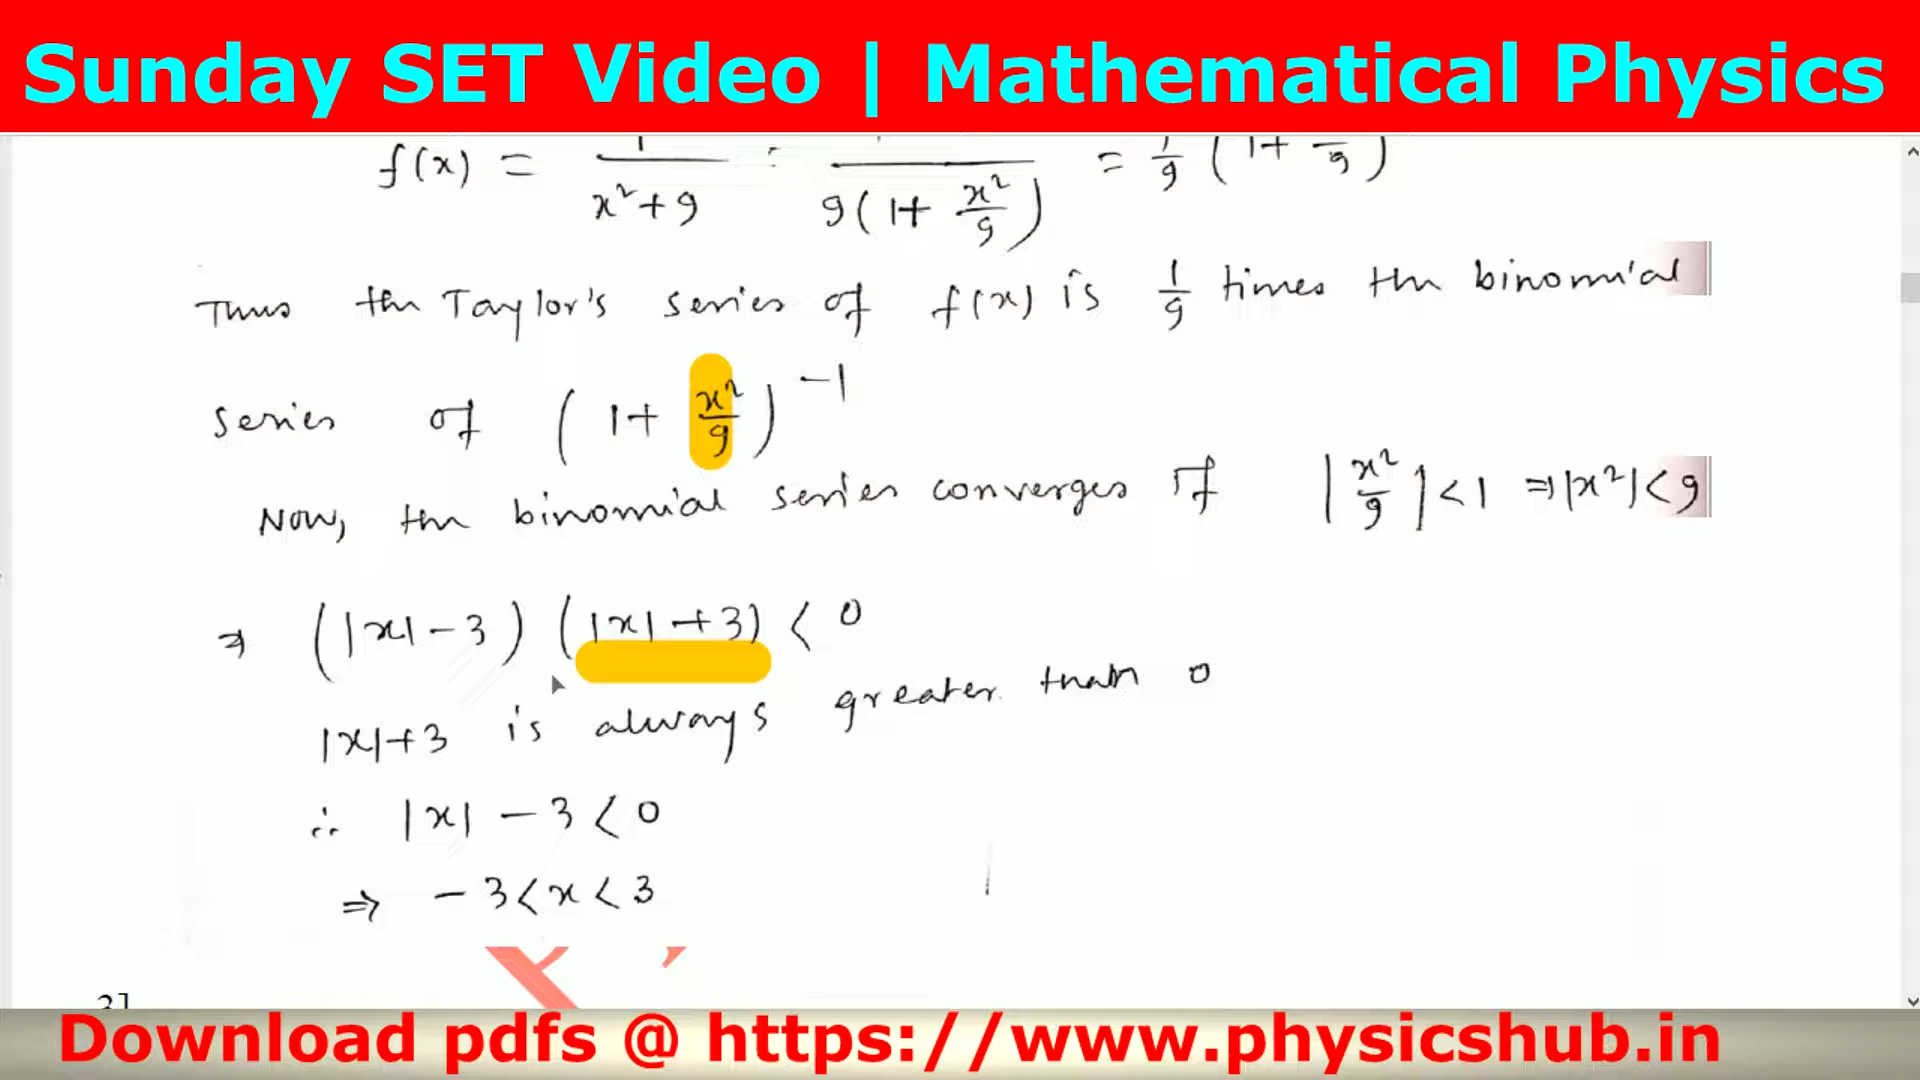 Sunday SET Video | Mathematical Physics
f(x) = 1/(x²+9) = 1/(9(1+x²/9)) = 1/9 (1+ x²/9)
Thus the Taylor's series of f(x) is 1/9 times the binomial
series of (1+ x²/9)⁻¹
Now, the binomial series converges if |x²/9| < 1 ⇒ |x²| < 9
⇒ (|x|-3) (|x|+3) < 0
|x|+3 is always greater than 0
∴ |x| - 3 < 0
⇒ -3 < x < 3
Download pdfs @ https://www.physicshub.in